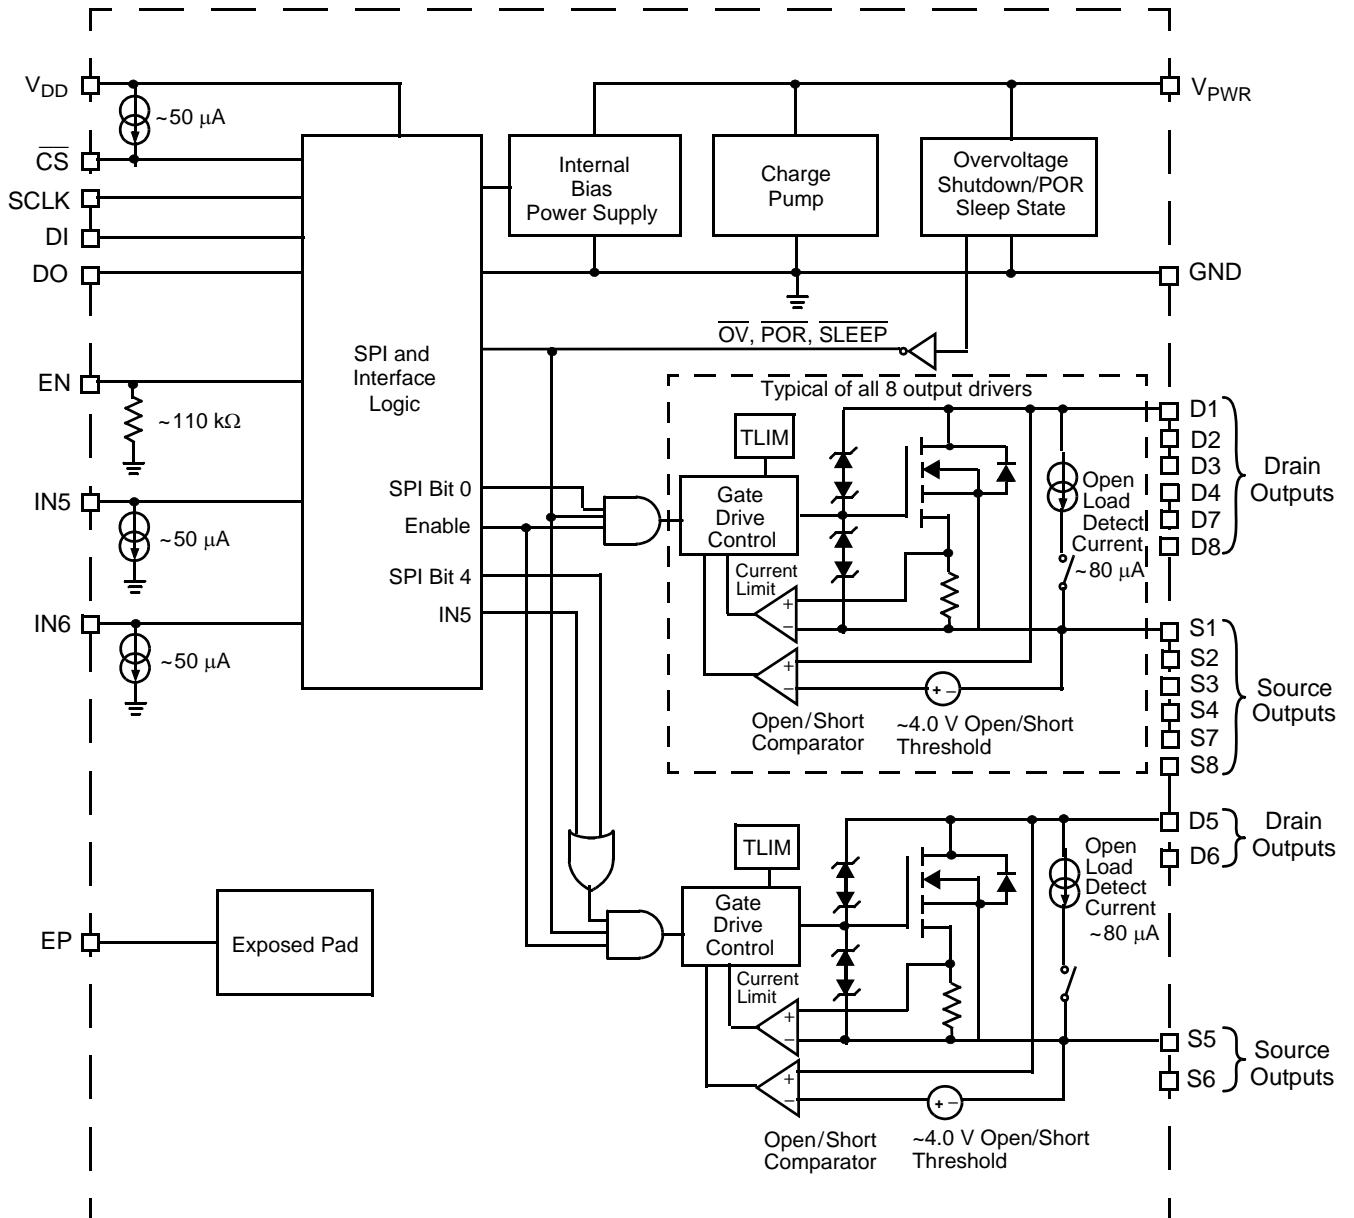 VDD
~50 μA
CS
SCLK
DI
DO
EN
~110 kΩ
IN5
~50 μA
IN6
~50 μA
EP
Exposed Pad
SPI and
Interface
Logic
SPI Bit 0
Enable
SPI Bit 4
IN5
Internal
Bias
Power Supply
Charge
Pump
Overvoltage
Shutdown/POR
Sleep State
VPWR
GND
OV, POR, SLEEP
Typical of all 8 output drivers
TLIM
Gate
Drive
Control
Current
Limit
+
–
+
–
+ –
Open
Load
Detect
Current
~80 μA
Open/Short
Comparator
~4.0 V Open/Short
Threshold
D1
D2
D3
D4
D7
D8
Drain
Outputs
S1
S2
S3
S4
S7
S8
Source
Outputs
TLIM
Gate
Drive
Control
Current
Limit
+
–
+
–
+ –
Open
Load
Detect
Current
~80 μA
Open/Short
Comparator
~4.0 V Open/Short
Threshold
D5
D6
Drain
Outputs
S5
S6
Source
Outputs